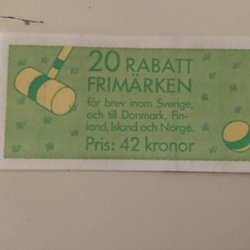 20 RABATT
FRIMÄRKEN
för brev inom Sverige,
och till Danmark, Fin-
land, Island och Norge.
Pris: 42 kronor